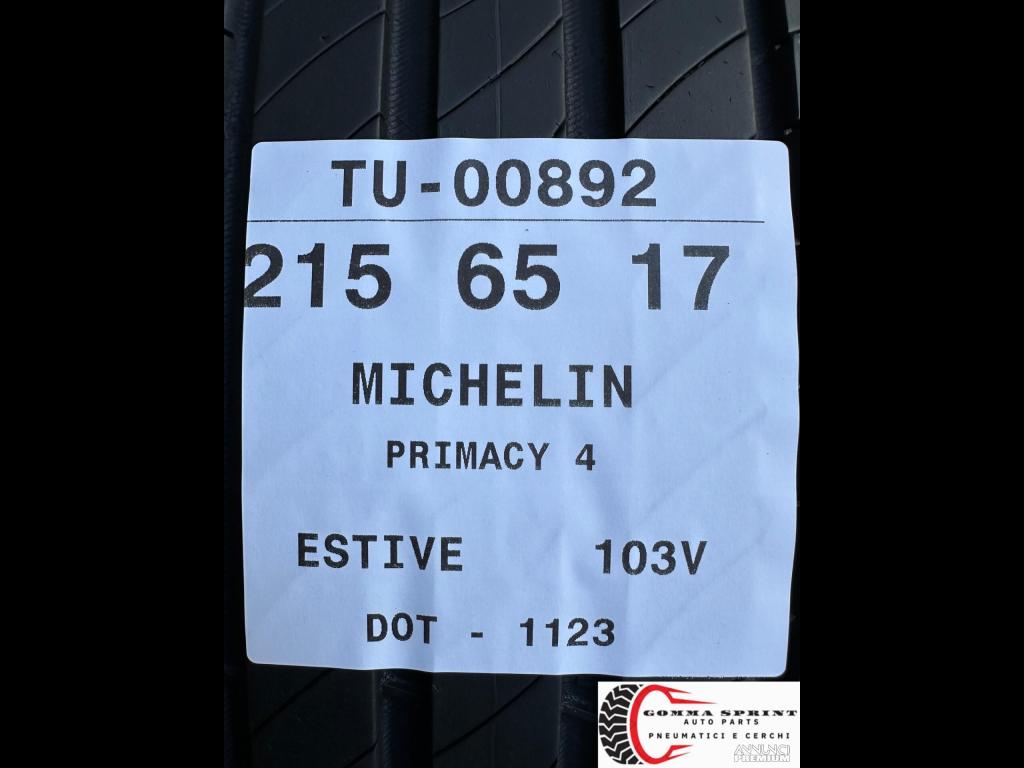 TU-00892
215 65 17
MICHELIN
PRIMACY 4
ESTIVE 103V
DOT - 1123
GOMMA SPRINT
AUTO PARTS
PNEUMATICI E CERCHI
ANNUNCI
PREMIUM